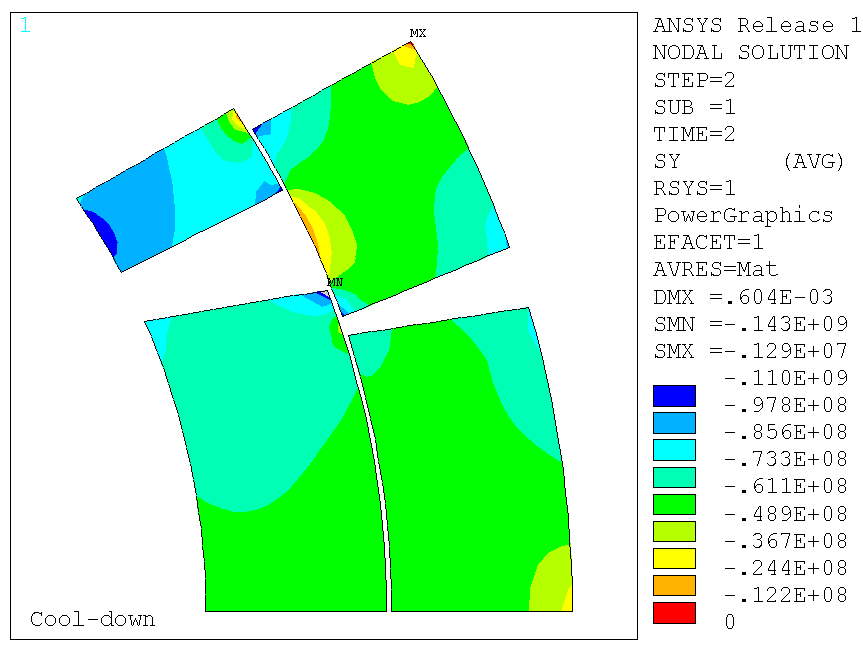 1
MX
MN
Cool-down
ANSYS Release 1
NODAL SOLUTION
STEP=2
SUB =1
TIME=2
SY (AVG)
RSYS=1
PowerGraphics
EFACET=1
AVRES=Mat
DMX =.604E-03
SMN =-.143E+09
SMX =-.129E+07
-.110E+09
-.978E+08
-.856E+08
-.733E+08
-.611E+08
-.489E+08
-.367E+08
-.244E+08
-.122E+08
0